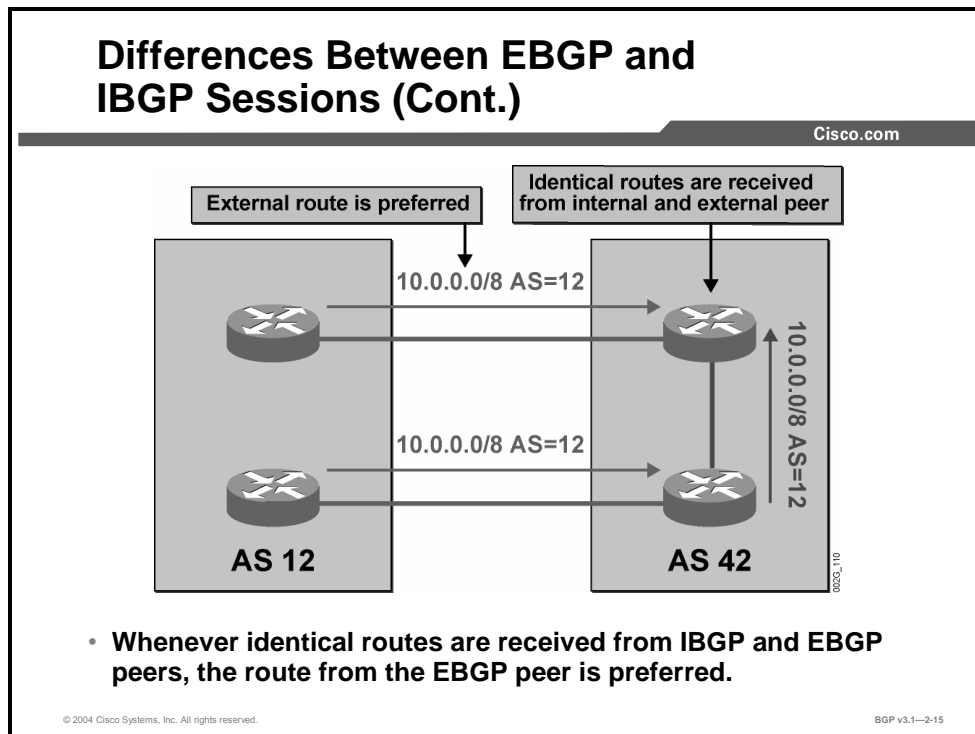 Differences Between EBGP and
IBGP Sessions (Cont.)
Cisco.com
External route is preferred
Identical routes are received
from internal and external peer
10.0.0.0/8 AS=12
10.0.0.0/8 AS=12
10.0.0.0/8 AS=12
AS 12
AS 42
002G_110
• Whenever identical routes are received from IBGP and EBGP
peers, the route from the EBGP peer is preferred.
© 2004 Cisco Systems, Inc. All rights reserved.
BGP v3.1—2-15